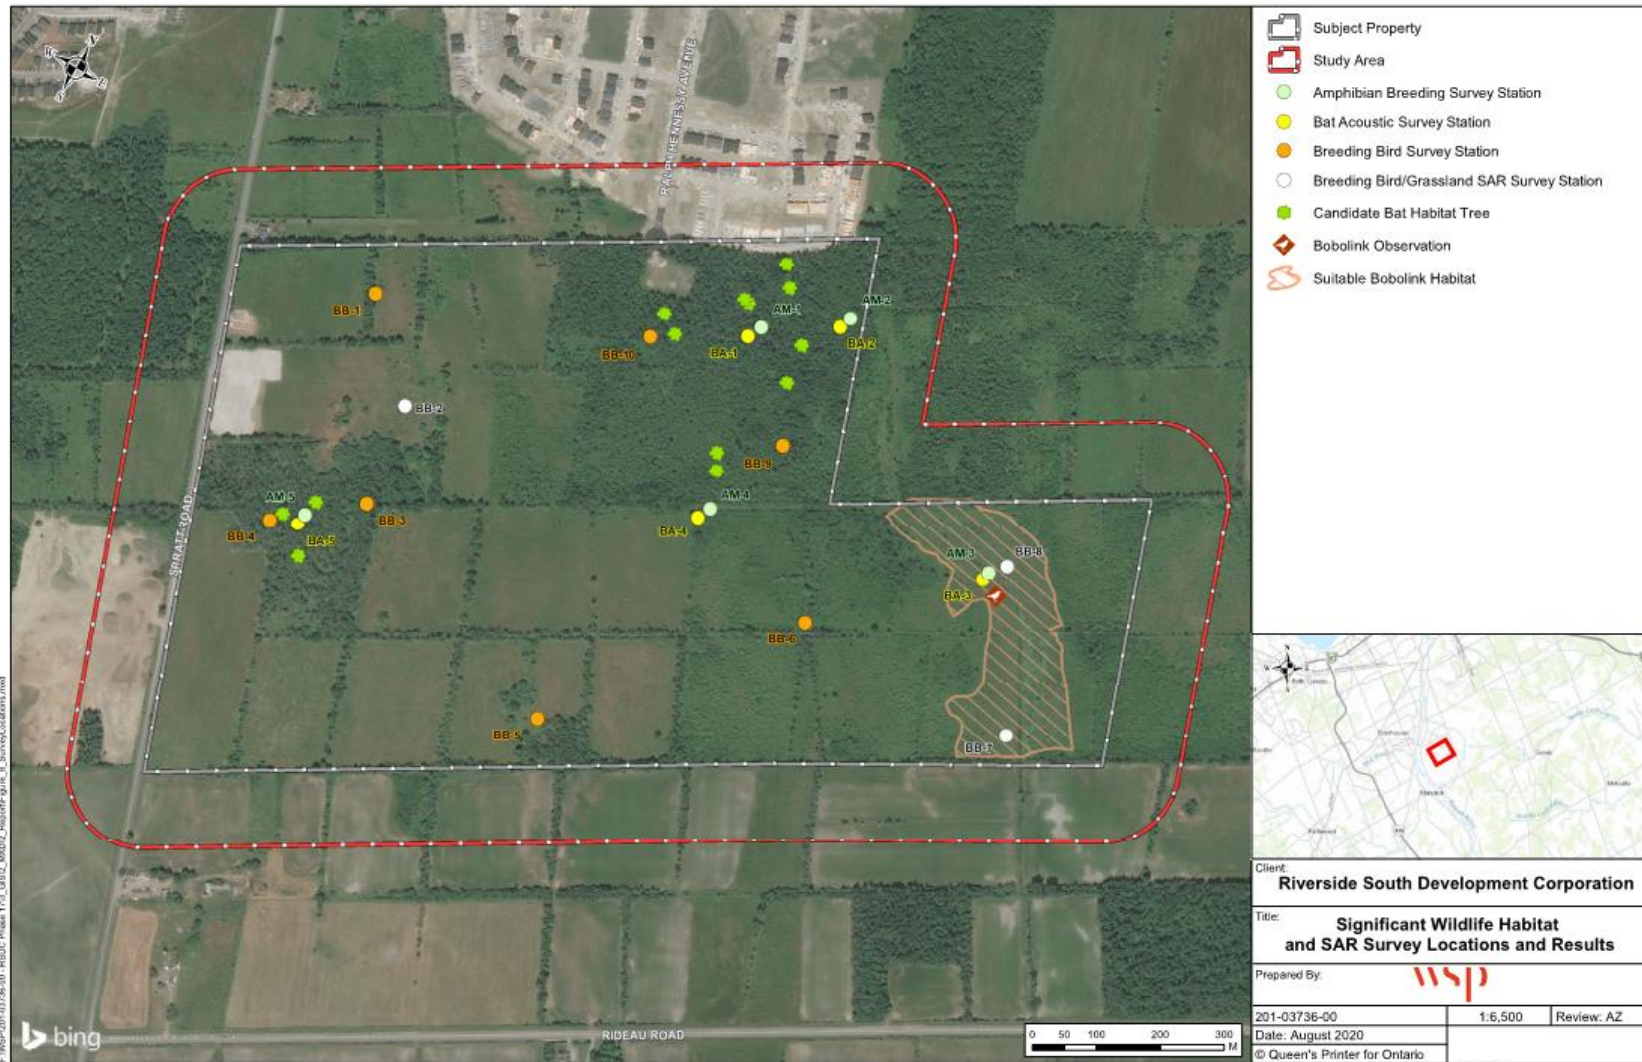 Subject Property
Study Area
Amphibian Breeding Survey Station
Bat Acoustic Survey Station
Breeding Bird Survey Station
Breeding Bird/Grassland SAR Survey Station
Candidate Bat Habitat Tree
Bobolink Observation
Suitable Bobolink Habitat
N
W
E
S
RALPH HENNESSY AVENUE
SPRATT ROAD
RIDEAU ROAD
BB-1
BB-10
AM-1
BA-1
AM-2
BA-2
BB-2
BB-9
AM-5
BB-3
BB-4
BA-5
AM-4
BA-4
AM-3
BB-8
BA-3
BB-6
BB-5
BB-7
bing
0 50 100 200 300
M
N
W
E
Client:
Riverside South Development Corporation
Title:
Significant Wildlife Habitat
and SAR Survey Locations and Results
Prepared By:
wsp
201-03736-00
1:6,500
Review: AZ
Date: August 2020
© Queen's Printer for Ontario